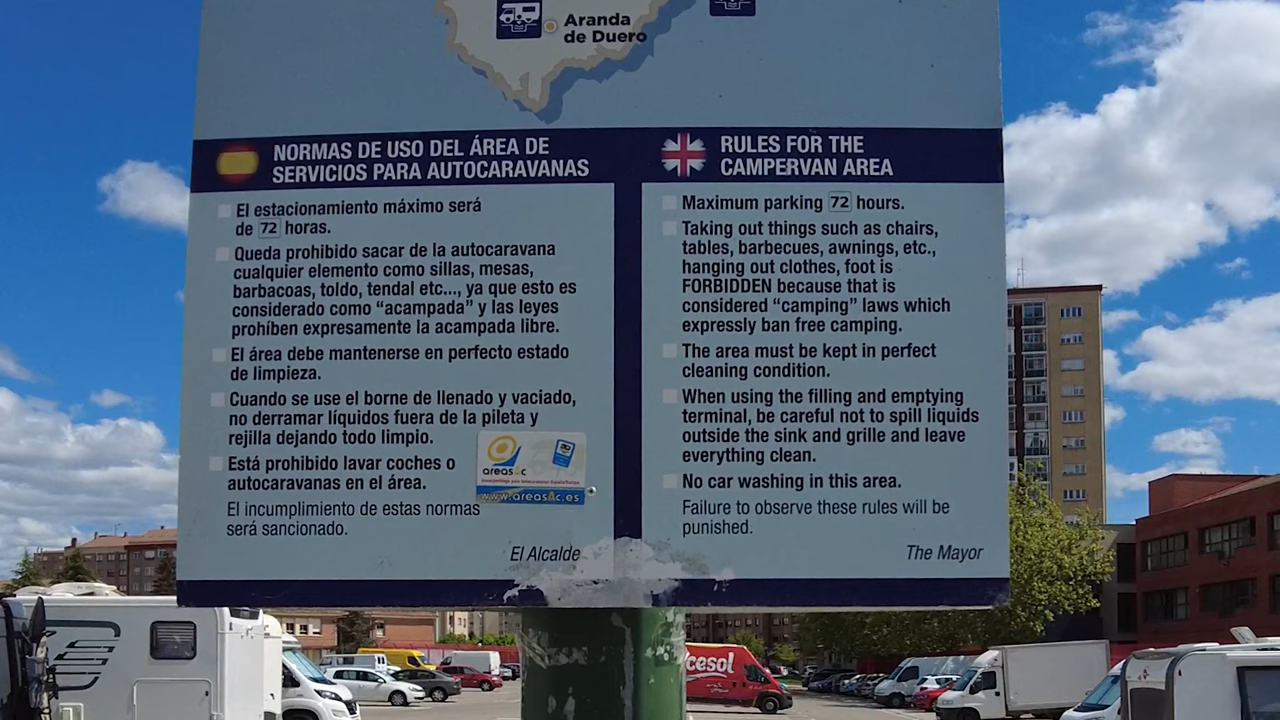 Aranda
de Duero
NORMAS DE USO DEL ÁREA DE
SERVICIOS PARA AUTOCARAVANAS
El estacionamiento máximo será
de 72 horas.
Queda prohibido sacar de la autocaravana
cualquier elemento como sillas, mesas,
barbacoas, toldo, tendal etc..., ya que esto es
considerado como “acampada” y las leyes
prohíben expresamente la acampada libre.
El área debe mantenerse en perfecto estado
de limpieza.
Cuando se use el borne de llenado y vaciado,
no derramar líquidos fuera de la pileta y
rejilla dejando todo limpio.
Está prohibido lavar coches o
autocaravanas en el área.
El incumplimiento de estas normas
será sancionado.
El Alcalde
areasAc
www.areasAc.es
RULES FOR THE
CAMPERVAN AREA
Maximum parking 72 hours.
Taking out things such as chairs,
tables, barbecues, awnings, etc.,
hanging out clothes, foot is
FORBIDDEN because that is
considered “camping” laws which
expressly ban free camping.
The area must be kept in perfect
cleaning condition.
When using the filling and emptying
terminal, be careful not to spill liquids
outside the sink and grille and leave
everything clean.
No car washing in this area.
Failure to observe these rules will be
punished.
The Mayor
cesol